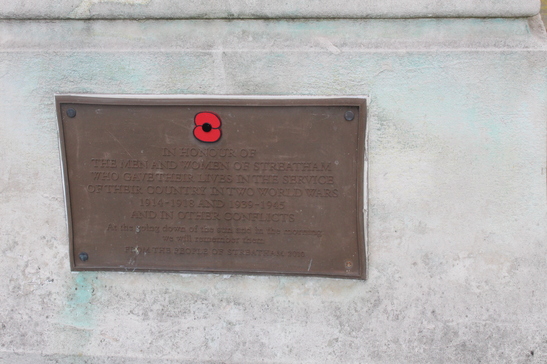 IN HONOUR OF
THE MEN AND WOMEN OF STREATHAM
WHO GAVE THEIR LIVES IN THE SERVICE
OF THEIR COUNTRY IN TWO WORLD WARS
1914-1918 AND 1939-1945
AND IN OTHER CONFLICTS
At the going down of the sun and in the morning
we will remember them
FROM THE PEOPLE OF STREATHAM